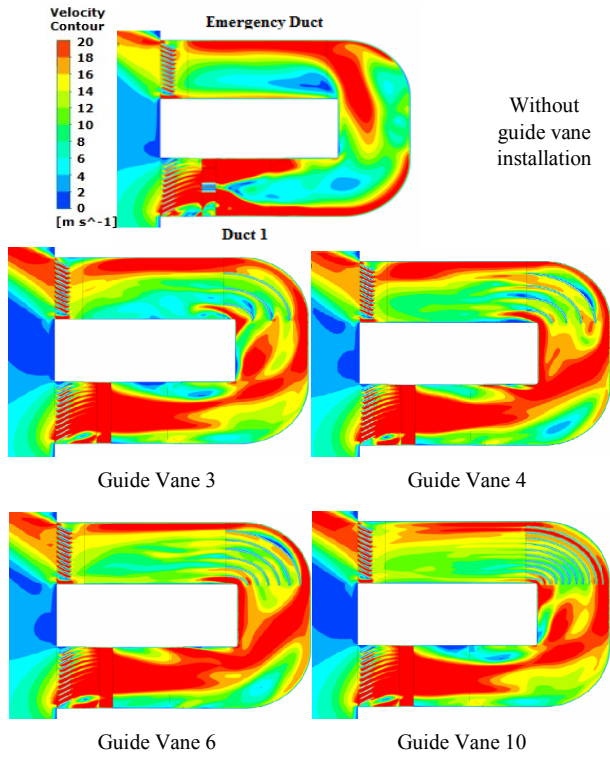 Velocity
Contour
Emergency Duct
20
18
16
14
12
10
8
6
4
2
0
[m s^-1]
Without
guide vane
installation
Duct 1
Guide Vane 3
Guide Vane 4
Guide Vane 6
Guide Vane 10